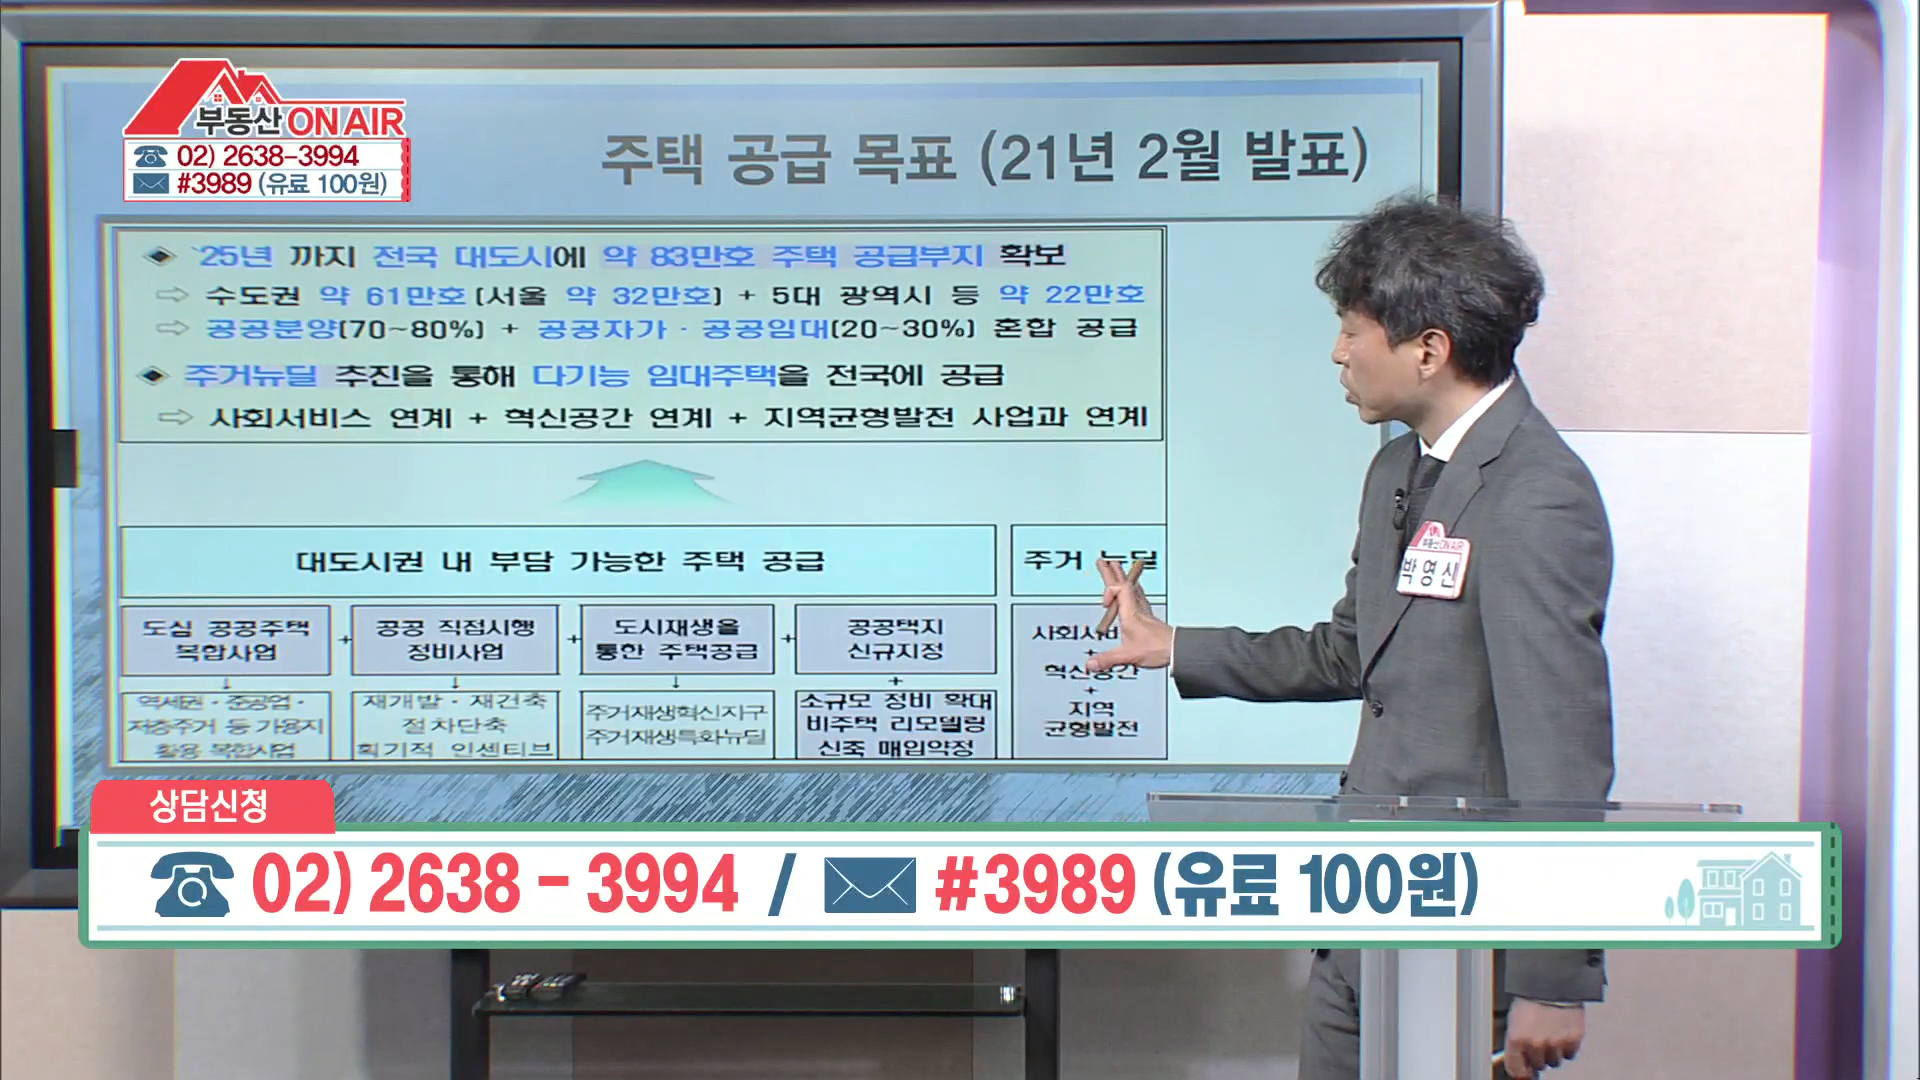 부동산 ON AIR
02) 2638-3994
#3989 (유료 100원)
주택 공급 목표 (21년 2월 발표)
`25년 까지 전국 대도시에 약 83만호 주택 공급부지 확보
⇨ 수도권 약 61만호(서울 약 32만호) + 5대 광역시 등 약 22만호
⇨ 공공분양(70~80%) + 공공자가 · 공공임대(20~30%) 혼합 공급
주거뉴딜 추진을 통해 다기능 임대주택을 전국에 공급
⇨ 사회서비스 연계 + 혁신공간 연계 + 지역균형발전 사업과 연계
대도시권 내 부담 가능한 주택 공급
주거 뉴딜
도심 공공주택
복합사업
+
공공 직접시행
정비사업
+
도시재생을
통한 주택공급
+
공공택지
신규지정
↓
역세권 · 준공업 ·
저층주거 등 가용지
활용 복합사업
↓
재개발 · 재건축
절차단축
획기적 인센티브
↓
주거재생혁신지구
주거재생특화뉴딜
+
소규모 정비 확대
비주택 리모델링
신축 매입약정
사회서비
+
혁신공간
+
지역
균형발전
부동산 ON AIR
박영신
상담신청
02) 2638 - 3994 / #3989 (유료 100원)